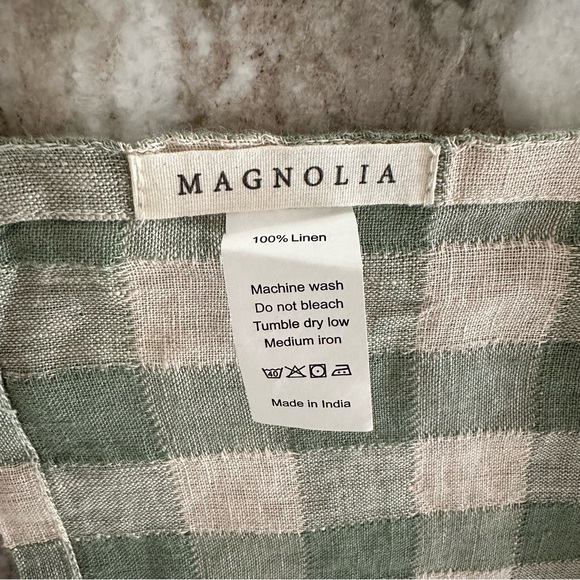 MAGNOLIA
100% Linen
Machine wash
Do not bleach
Tumble dry low
Medium iron
40
Made in India